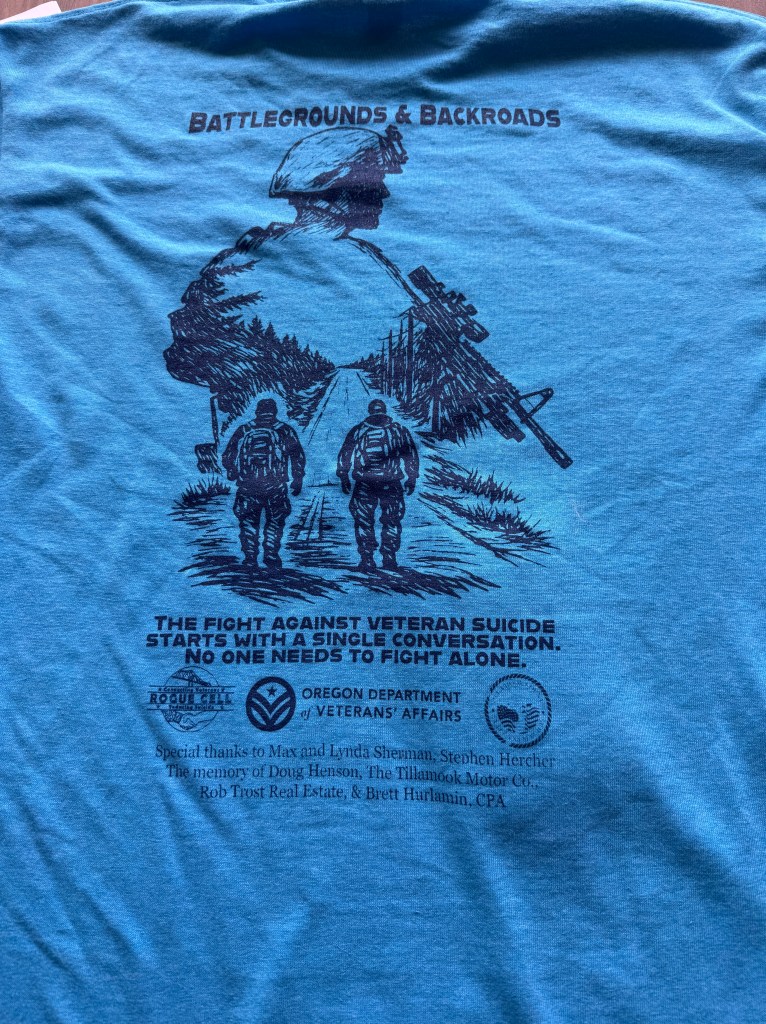 BATTLEGROUNDS & BACKROADS
THE FIGHT AGAINST VETERAN SUICIDE
STARTS WITH A SINGLE CONVERSATION.
NO ONE NEEDS TO FIGHT ALONE.
Connecting Veterans
ROGUE CELL
OREGON DEPARTMENT
of VETERANS' AFFAIRS
Special thanks to Max and Lynda Sherman, Stephen Hercher
The memory of Doug Henson, The Tillamook Motor Co.,
Rob Trost Real Estate, & Brett Hurlamin, CPA